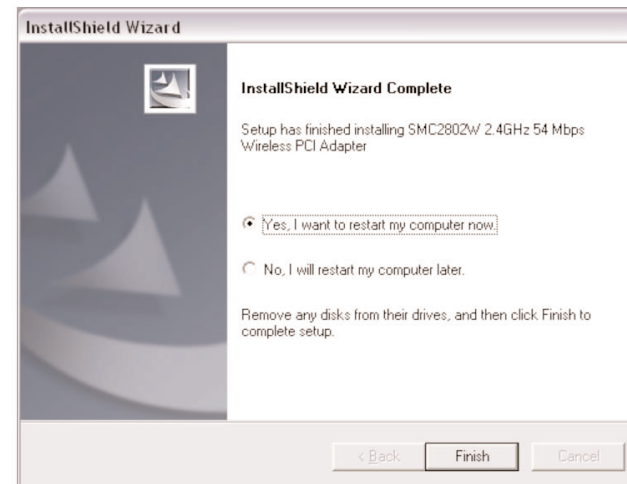 InstallShield Wizard
InstallShield Wizard Complete
Setup has finished installing SMC2802W 2.4GHz 54 Mbps
Wireless PCI Adapter
Yes, I want to restart my computer now.
No, I will restart my computer later.
Remove any disks from their drives, and then click Finish to
complete setup.
< Back
Finish
Cancel